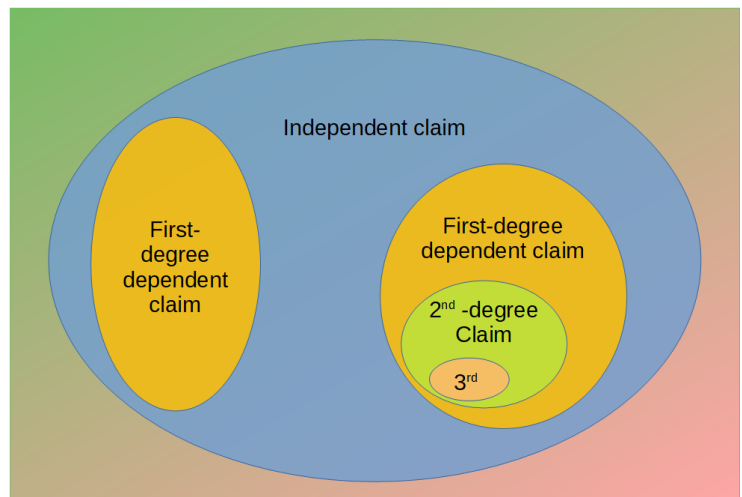 Independent claim
First-
degree
dependent
claim
First-degree
dependent claim
2nd -degree
Claim
3rd